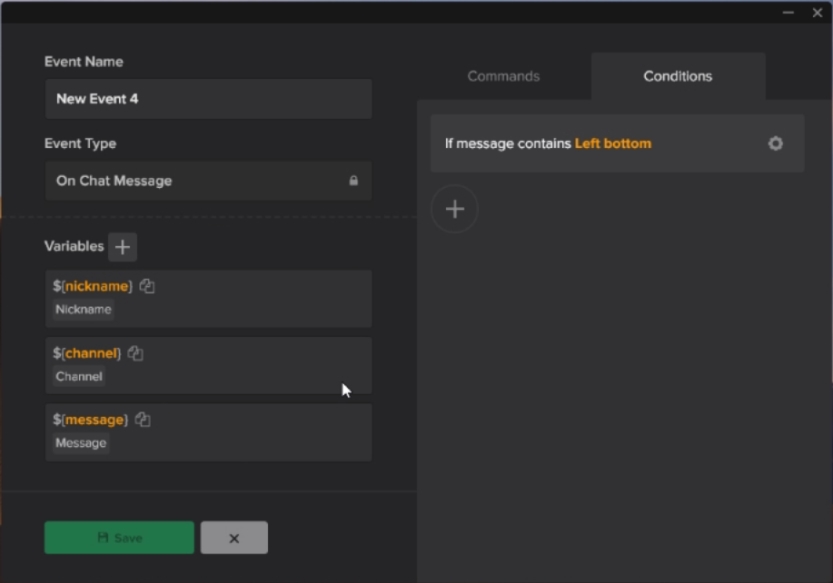 Event Name
New Event 4
Event Type
On Chat Message
Variables
${nickname}
Nickname
${channel}
Channel
${message}
Message
Save
Commands
Conditions
If message contains Left bottom